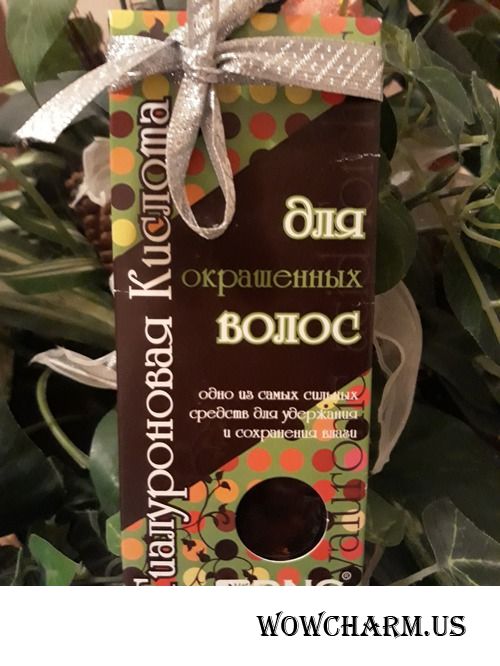 Гиалуроновая Кислота
для
окрашенных
волос
одно из самых сильных
средств для удержания
и сохранения влаги
WOWCHARM.US